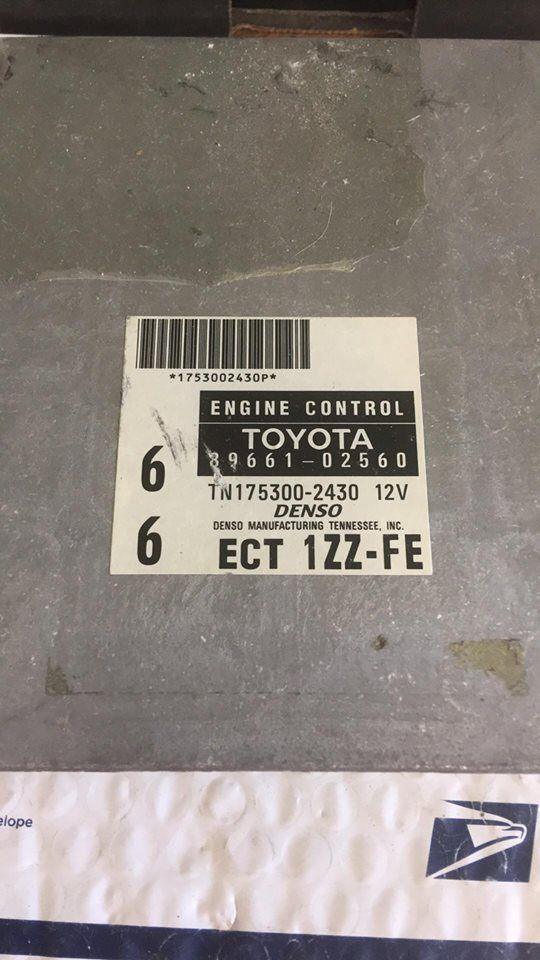 *1753002430P*
ENGINE CONTROL
TOYOTA
89661-02560
6
TN175300-2430 12V
DENSO
DENSO MANUFACTURING TENNESSEE, INC.
6
ECT 1ZZ-FE
elope